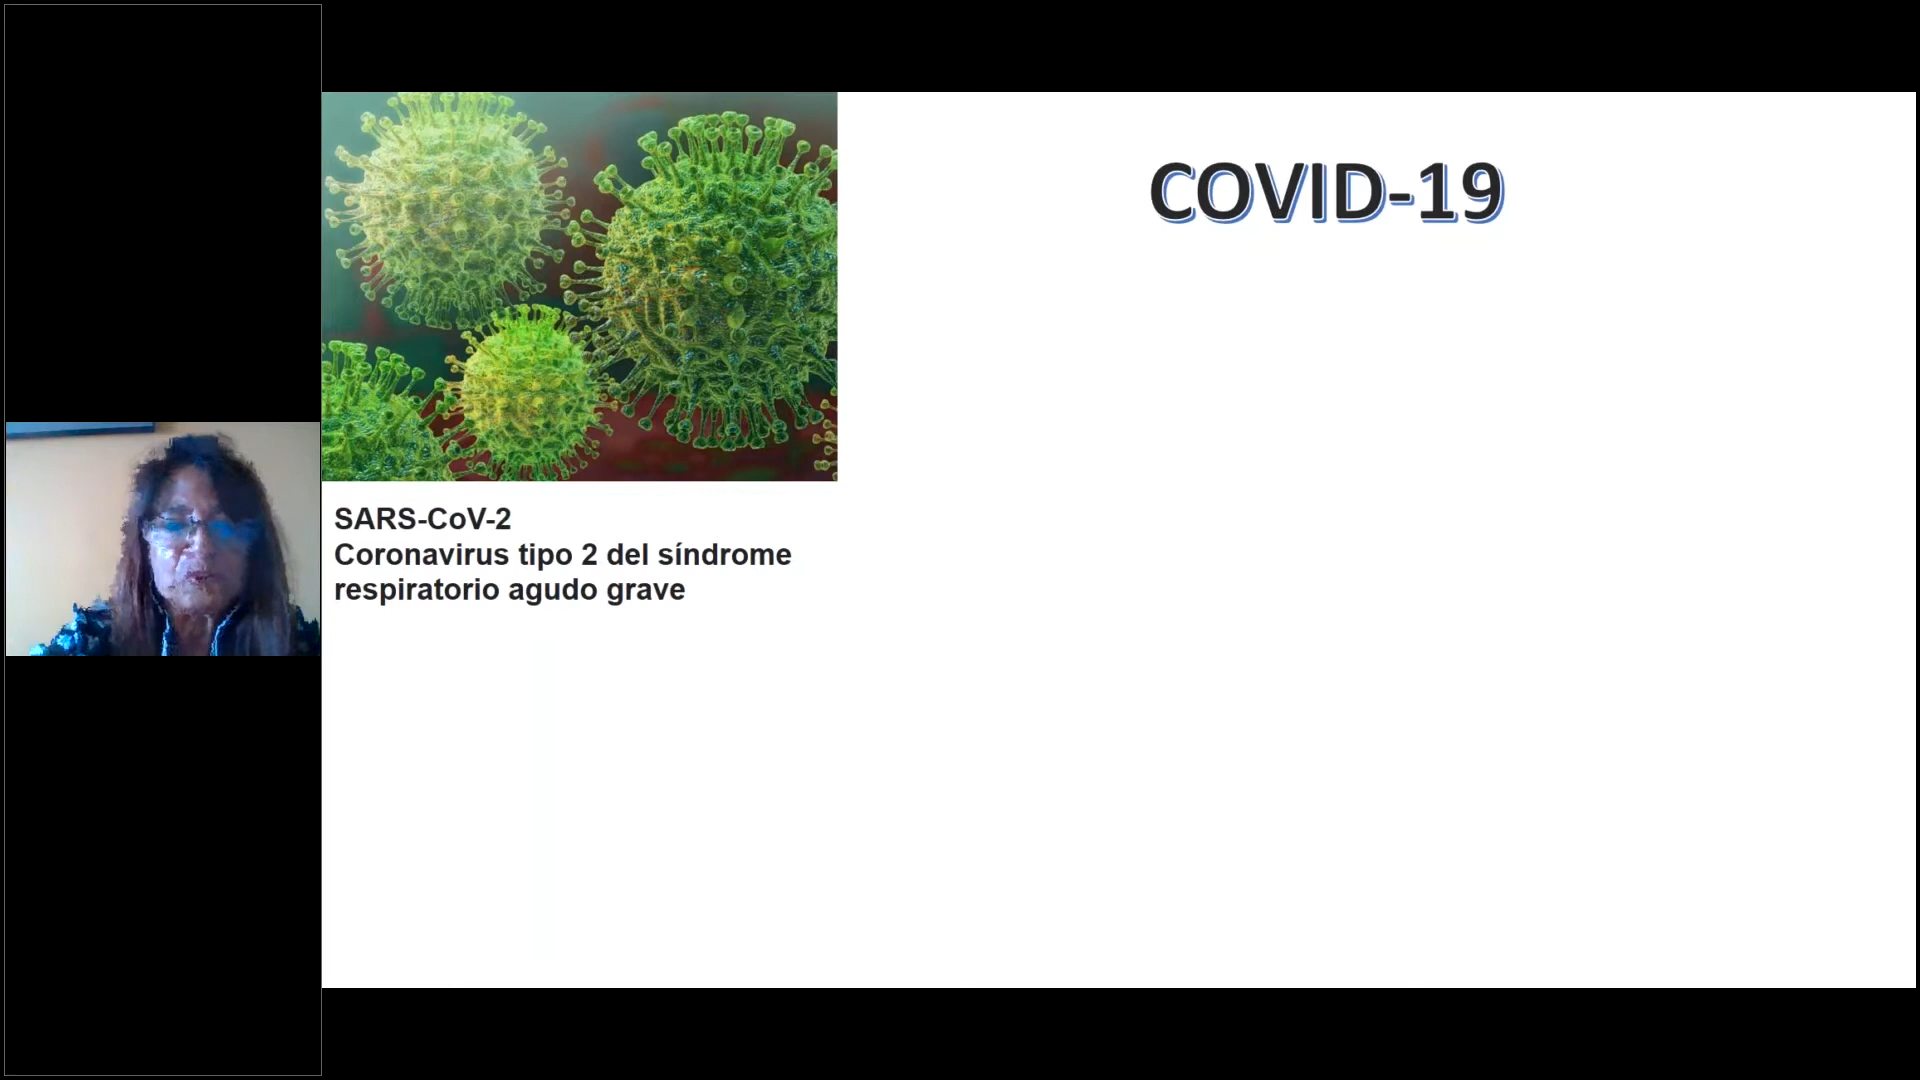 COVID-19
SARS-CoV-2
Coronavirus tipo 2 del síndrome
respiratorio agudo grave